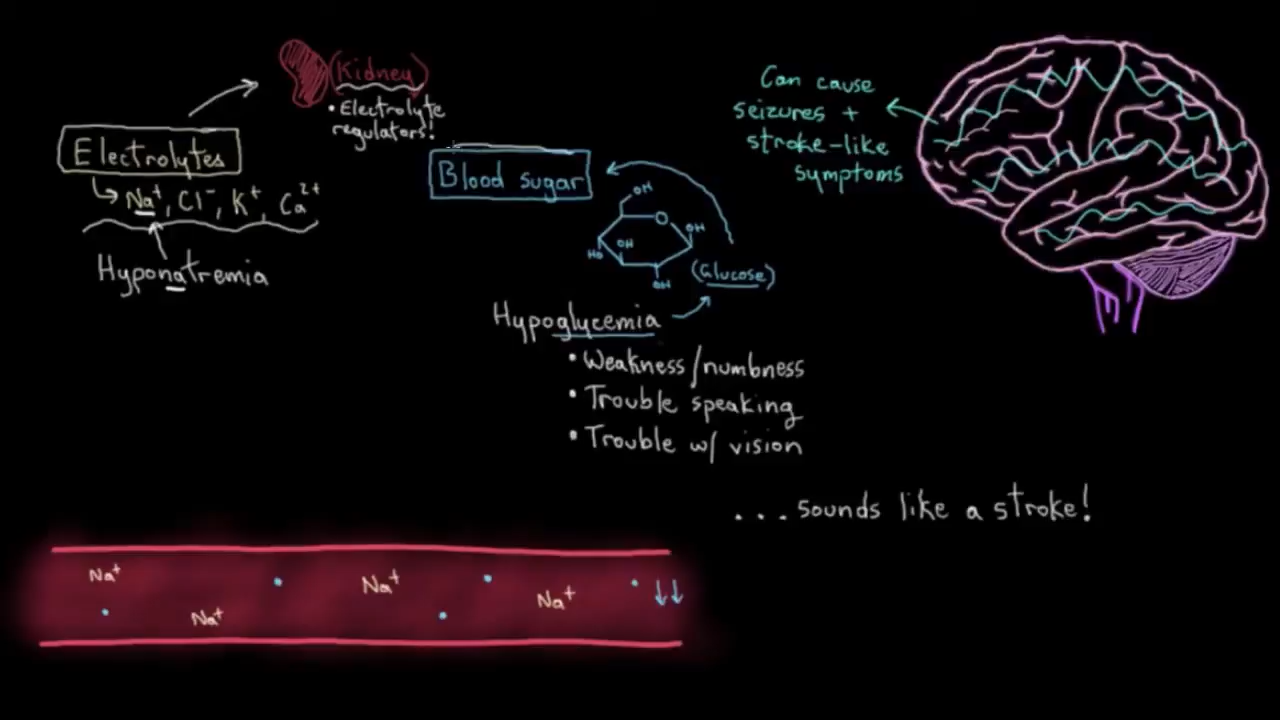 (Kidney)
• Electrolyte
regulators!
Electrolytes
Na⁺, Cl⁻, K⁺, Ca²⁺
Hyponatremia
Blood sugar
OH
O
OH
OH
HO
OH
(Glucose)
Hypoglycemia
• Weakness/numbness
• Trouble speaking
• Trouble w/ vision
Can cause
seizures +
stroke-like
symptoms
...sounds like a stroke!
Na⁺
Na⁺
Na⁺
Na⁺